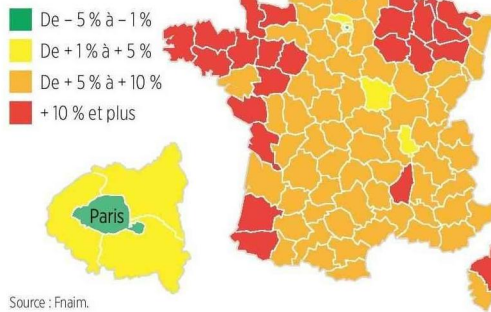 De – 5 % à – 1 %
De + 1 % à + 5 %
De + 5 % à + 10 %
+ 10 % et plus
Paris
Source : Fnaim.